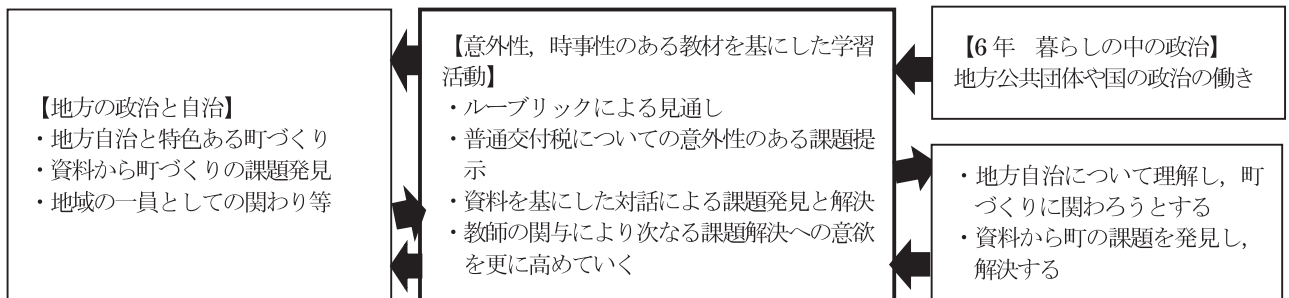 【地方の政治と自治】
・地方自治と特色ある町づくり
・資料から町づくりの課題発見
・地域の一員としての関わり等
【意外性，時事性のある教材を基にした学習
活動】
・ルーブリックによる見通し
・普通交付税についての意外性のある課題提
示
・資料を基にした対話による課題発見と解決
・教師の関与により次なる課題解決への意欲
を更に高めていく
【6年　暮らしの中の政治】
地方公共団体や国の政治の働き
・地方自治について理解し，町
づくりに関わろうとする
・資料から町の課題を発見し，
解決する